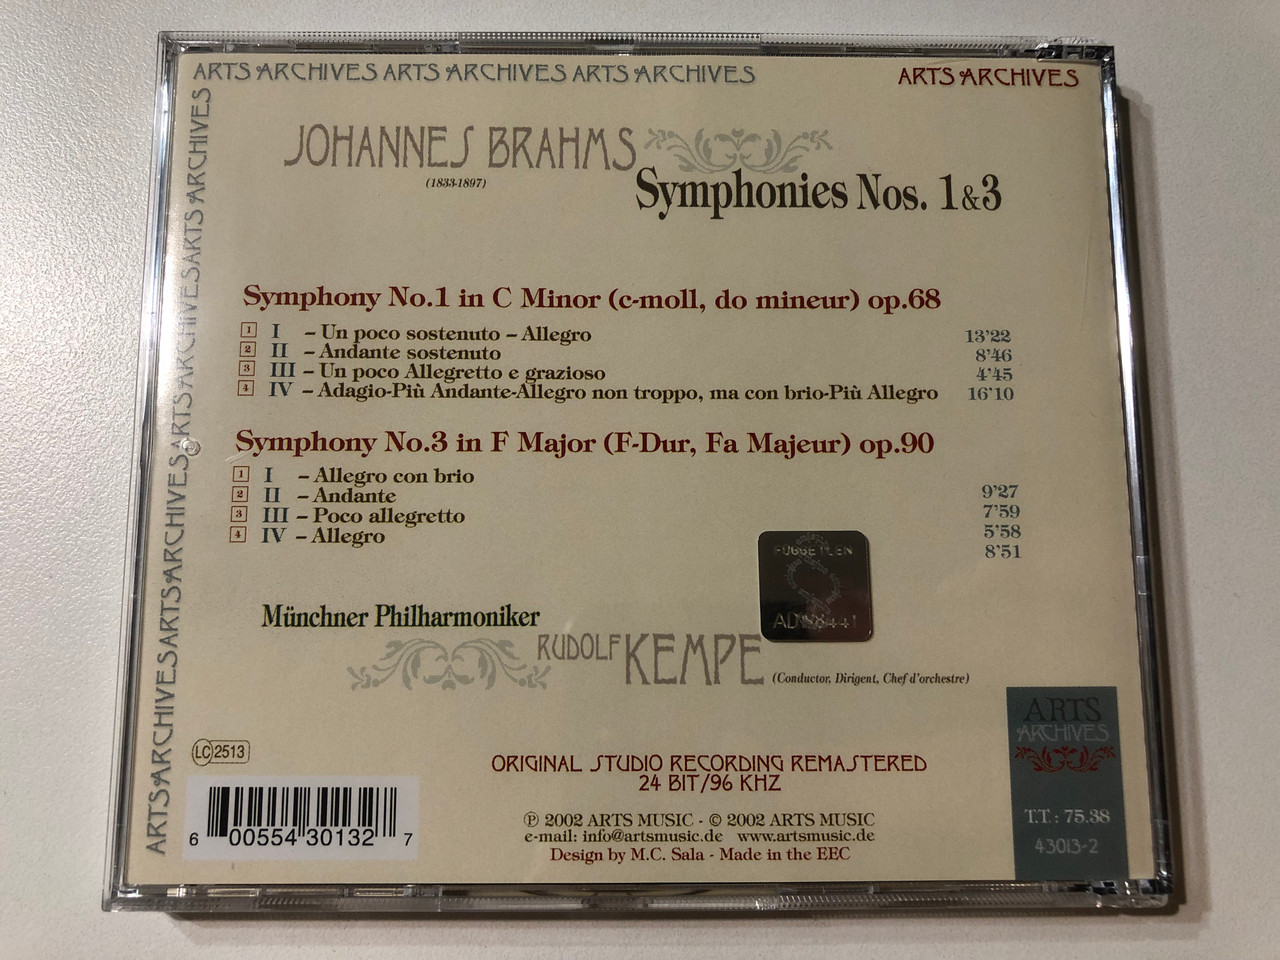 ARTS ARCHIVES ARTS ARCHIVES ARTS ARCHIVES
ARTS ARCHIVES
ARTS ARCHIVES ARTS ARCHIVES ARTS ARCHIVES ARTS ARCHIVES ARTS ARCHIVES
JOHANNES BRAHMS
(1833-1897)
Symphonies Nos. 1&3
Symphony No.1 in C Minor (c-moll, do mineur) op.68
1 I – Un poco sostenuto – Allegro 13'22
2 II – Andante sostenuto 8'46
3 III – Un poco Allegretto e grazioso 4'45
4 IV – Adagio-Più Andante-Allegro non troppo, ma con brio-Più Allegro 16'10
Symphony No.3 in F Major (F-Dur, Fa Majeur) op.90
1 I – Allegro con brio 9'27
2 II – Andante 7'59
3 III – Poco allegretto 5'58
4 IV – Allegro 8'51
Münchner Philharmoniker
RUDOLF KEMPE
(Conductor, Dirigent, Chef d'orchestre)
LC 2513
ORIGINAL STUDIO RECORDING REMASTERED
24 BIT/96 KHZ
℗ 2002 ARTS MUSIC - © 2002 ARTS MUSIC
e-mail: info@artsmusic.de www.artsmusic.de
Design by M.C. Sala - Made in the EEC
6 00554 30132 7
ARTS
ARCHIVES
T.T.: 75.38
43013-2